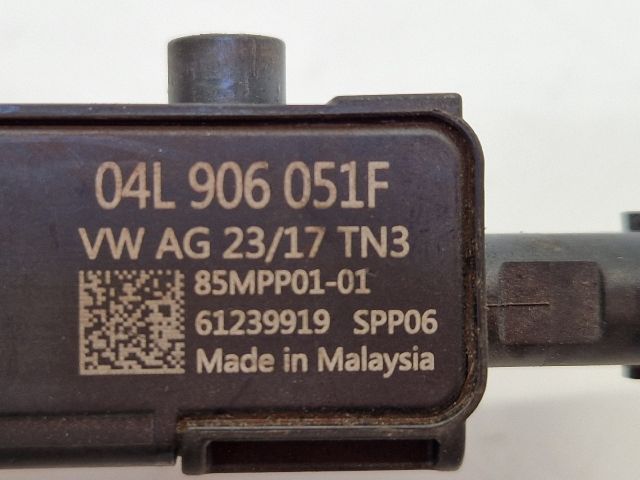 04L 906 051F
VW AG 23/17 TN3
85MPP01-01
61239919 SPP06
Made in Malaysia